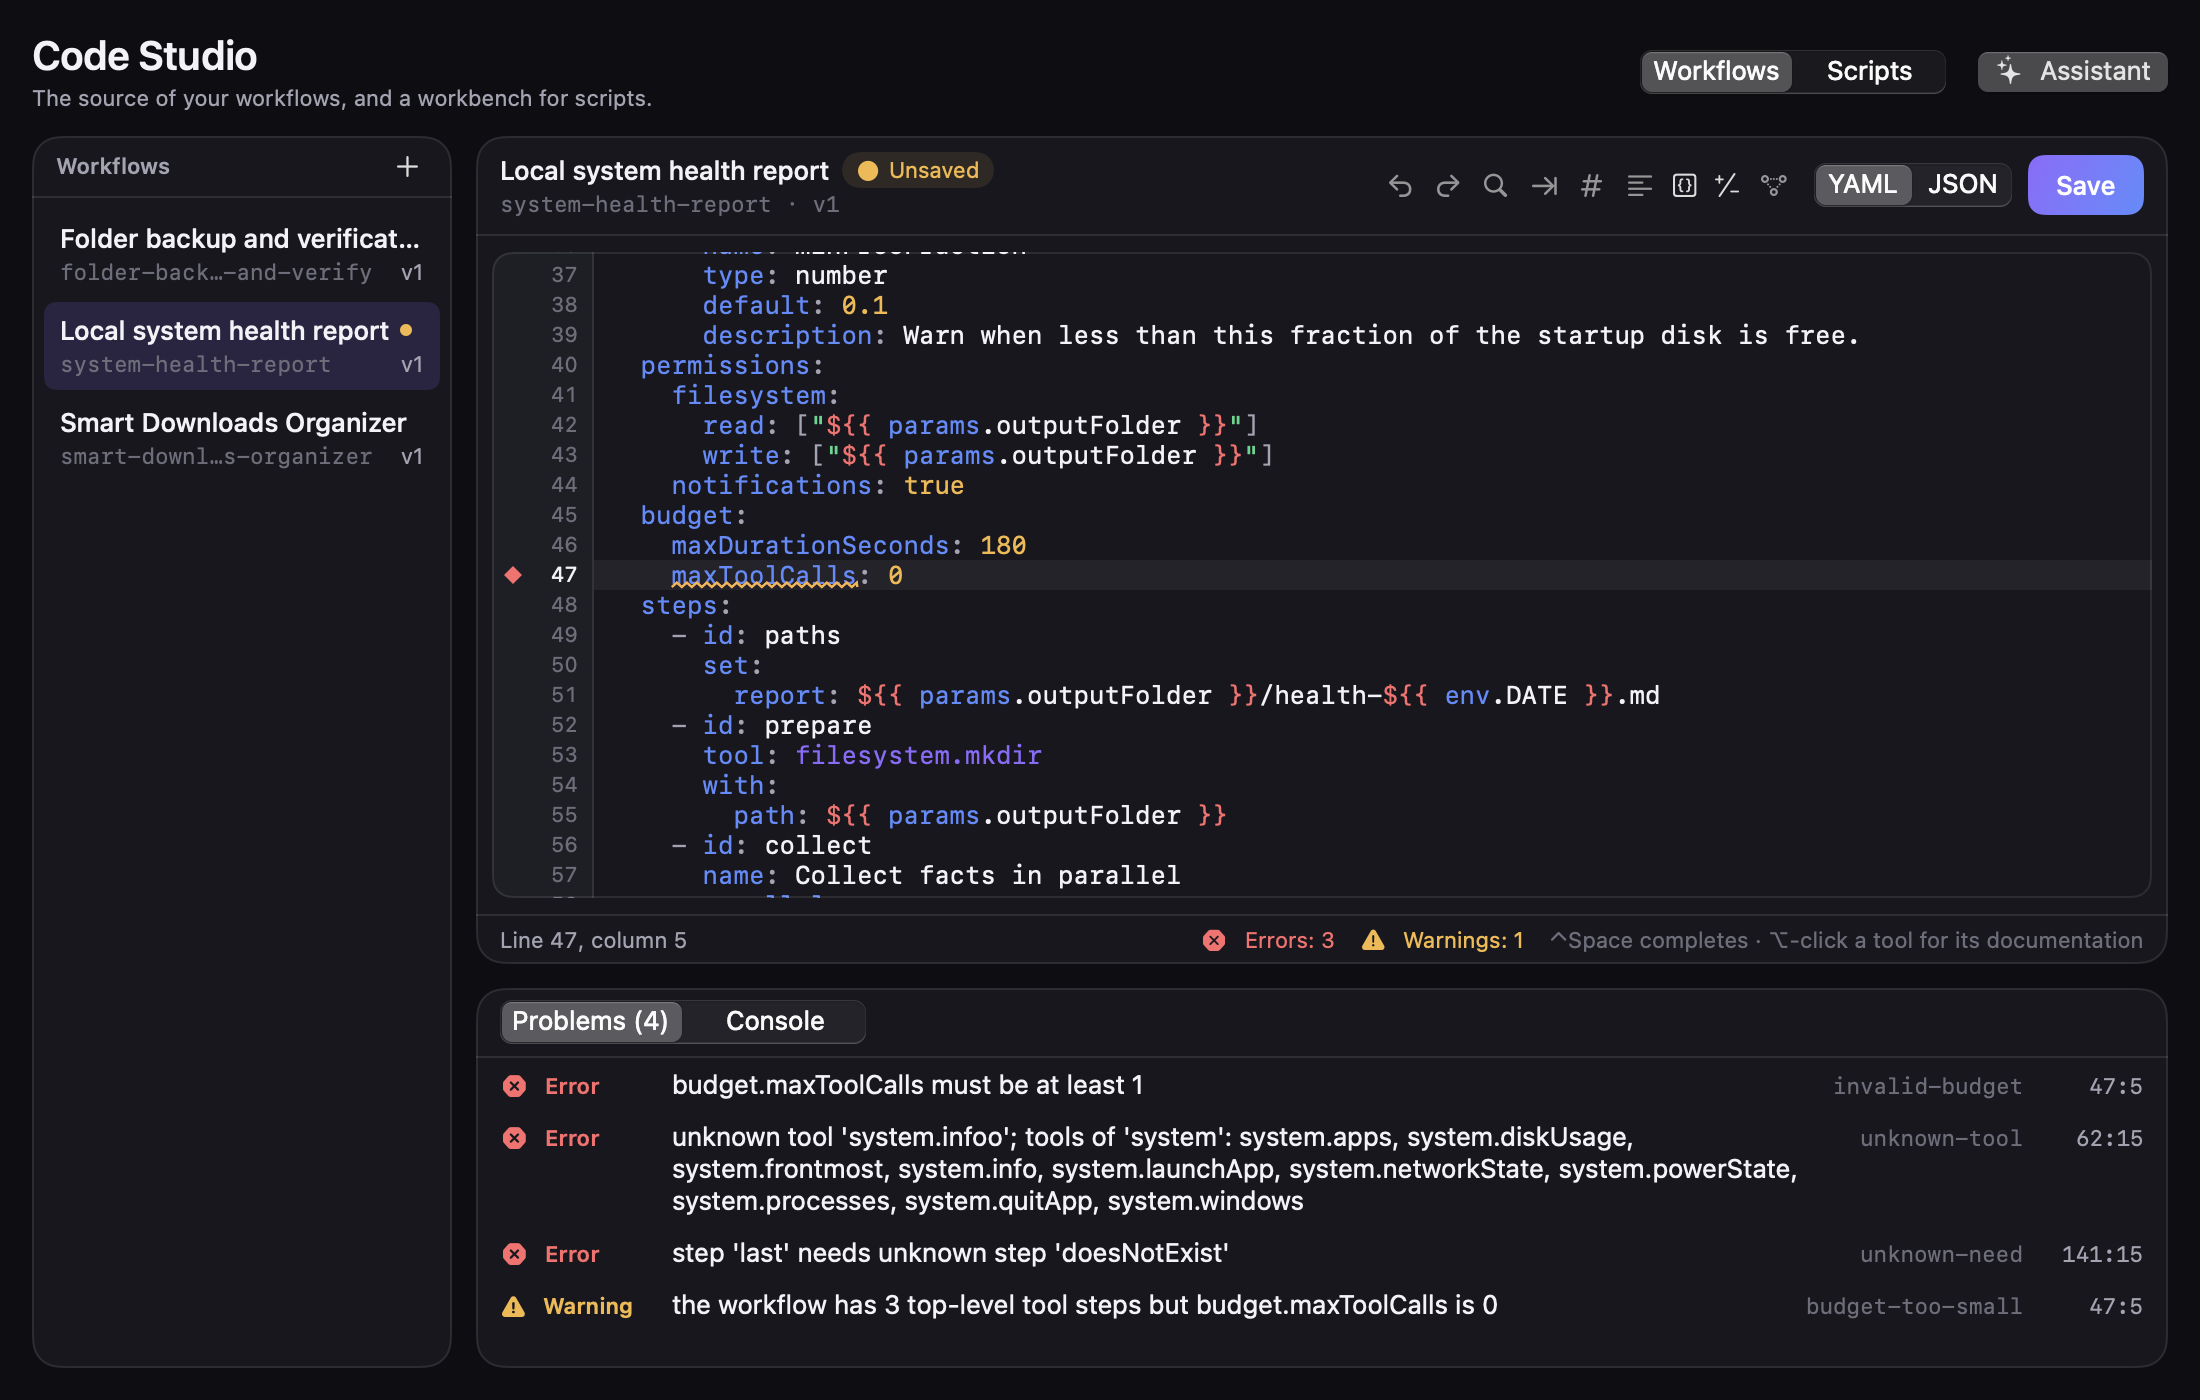 Code Studio
The source of your workflows, and a workbench for scripts.
Workflows
Scripts
Assistant
Workflows
Folder backup and verificat...
folder-back…-and-verify v1
Local system health report
system-health-report v1
Smart Downloads Organizer
smart-downl…s-organizer v1
Local system health report
Unsaved
system-health-report · v1
YAML
JSON
Save
37 type: number
38 default: 0.1
39 description: Warn when less than this fraction of the startup disk is free.
40 permissions:
41 filesystem:
42 read: ["${{ params.outputFolder }}"]
43 write: ["${{ params.outputFolder }}"]
44 notifications: true
45 budget:
46 maxDurationSeconds: 180
47 maxToolCalls: 0
48 steps:
49 - id: paths
50 set:
51 report: ${{ params.outputFolder }}/health-${{ env.DATE }}.md
52 - id: prepare
53 tool: filesystem.mkdir
54 with:
55 path: ${{ params.outputFolder }}
56 - id: collect
57 name: Collect facts in parallel
Line 47, column 5
Errors: 3
Warnings: 1
^Space completes · ⌥-click a tool for its documentation
Problems (4)
Console
Error budget.maxToolCalls must be at least 1 invalid-budget 47:5
Error unknown tool 'system.infoo'; tools of 'system': system.apps, system.diskUsage, unknown-tool 62:15
system.frontmost, system.info, system.launchApp, system.networkState, system.powerState,
system.processes, system.quitApp, system.windows
Error step 'last' needs unknown step 'doesNotExist' unknown-need 141:15
Warning the workflow has 3 top-level tool steps but budget.maxToolCalls is 0 budget-too-small 47:5